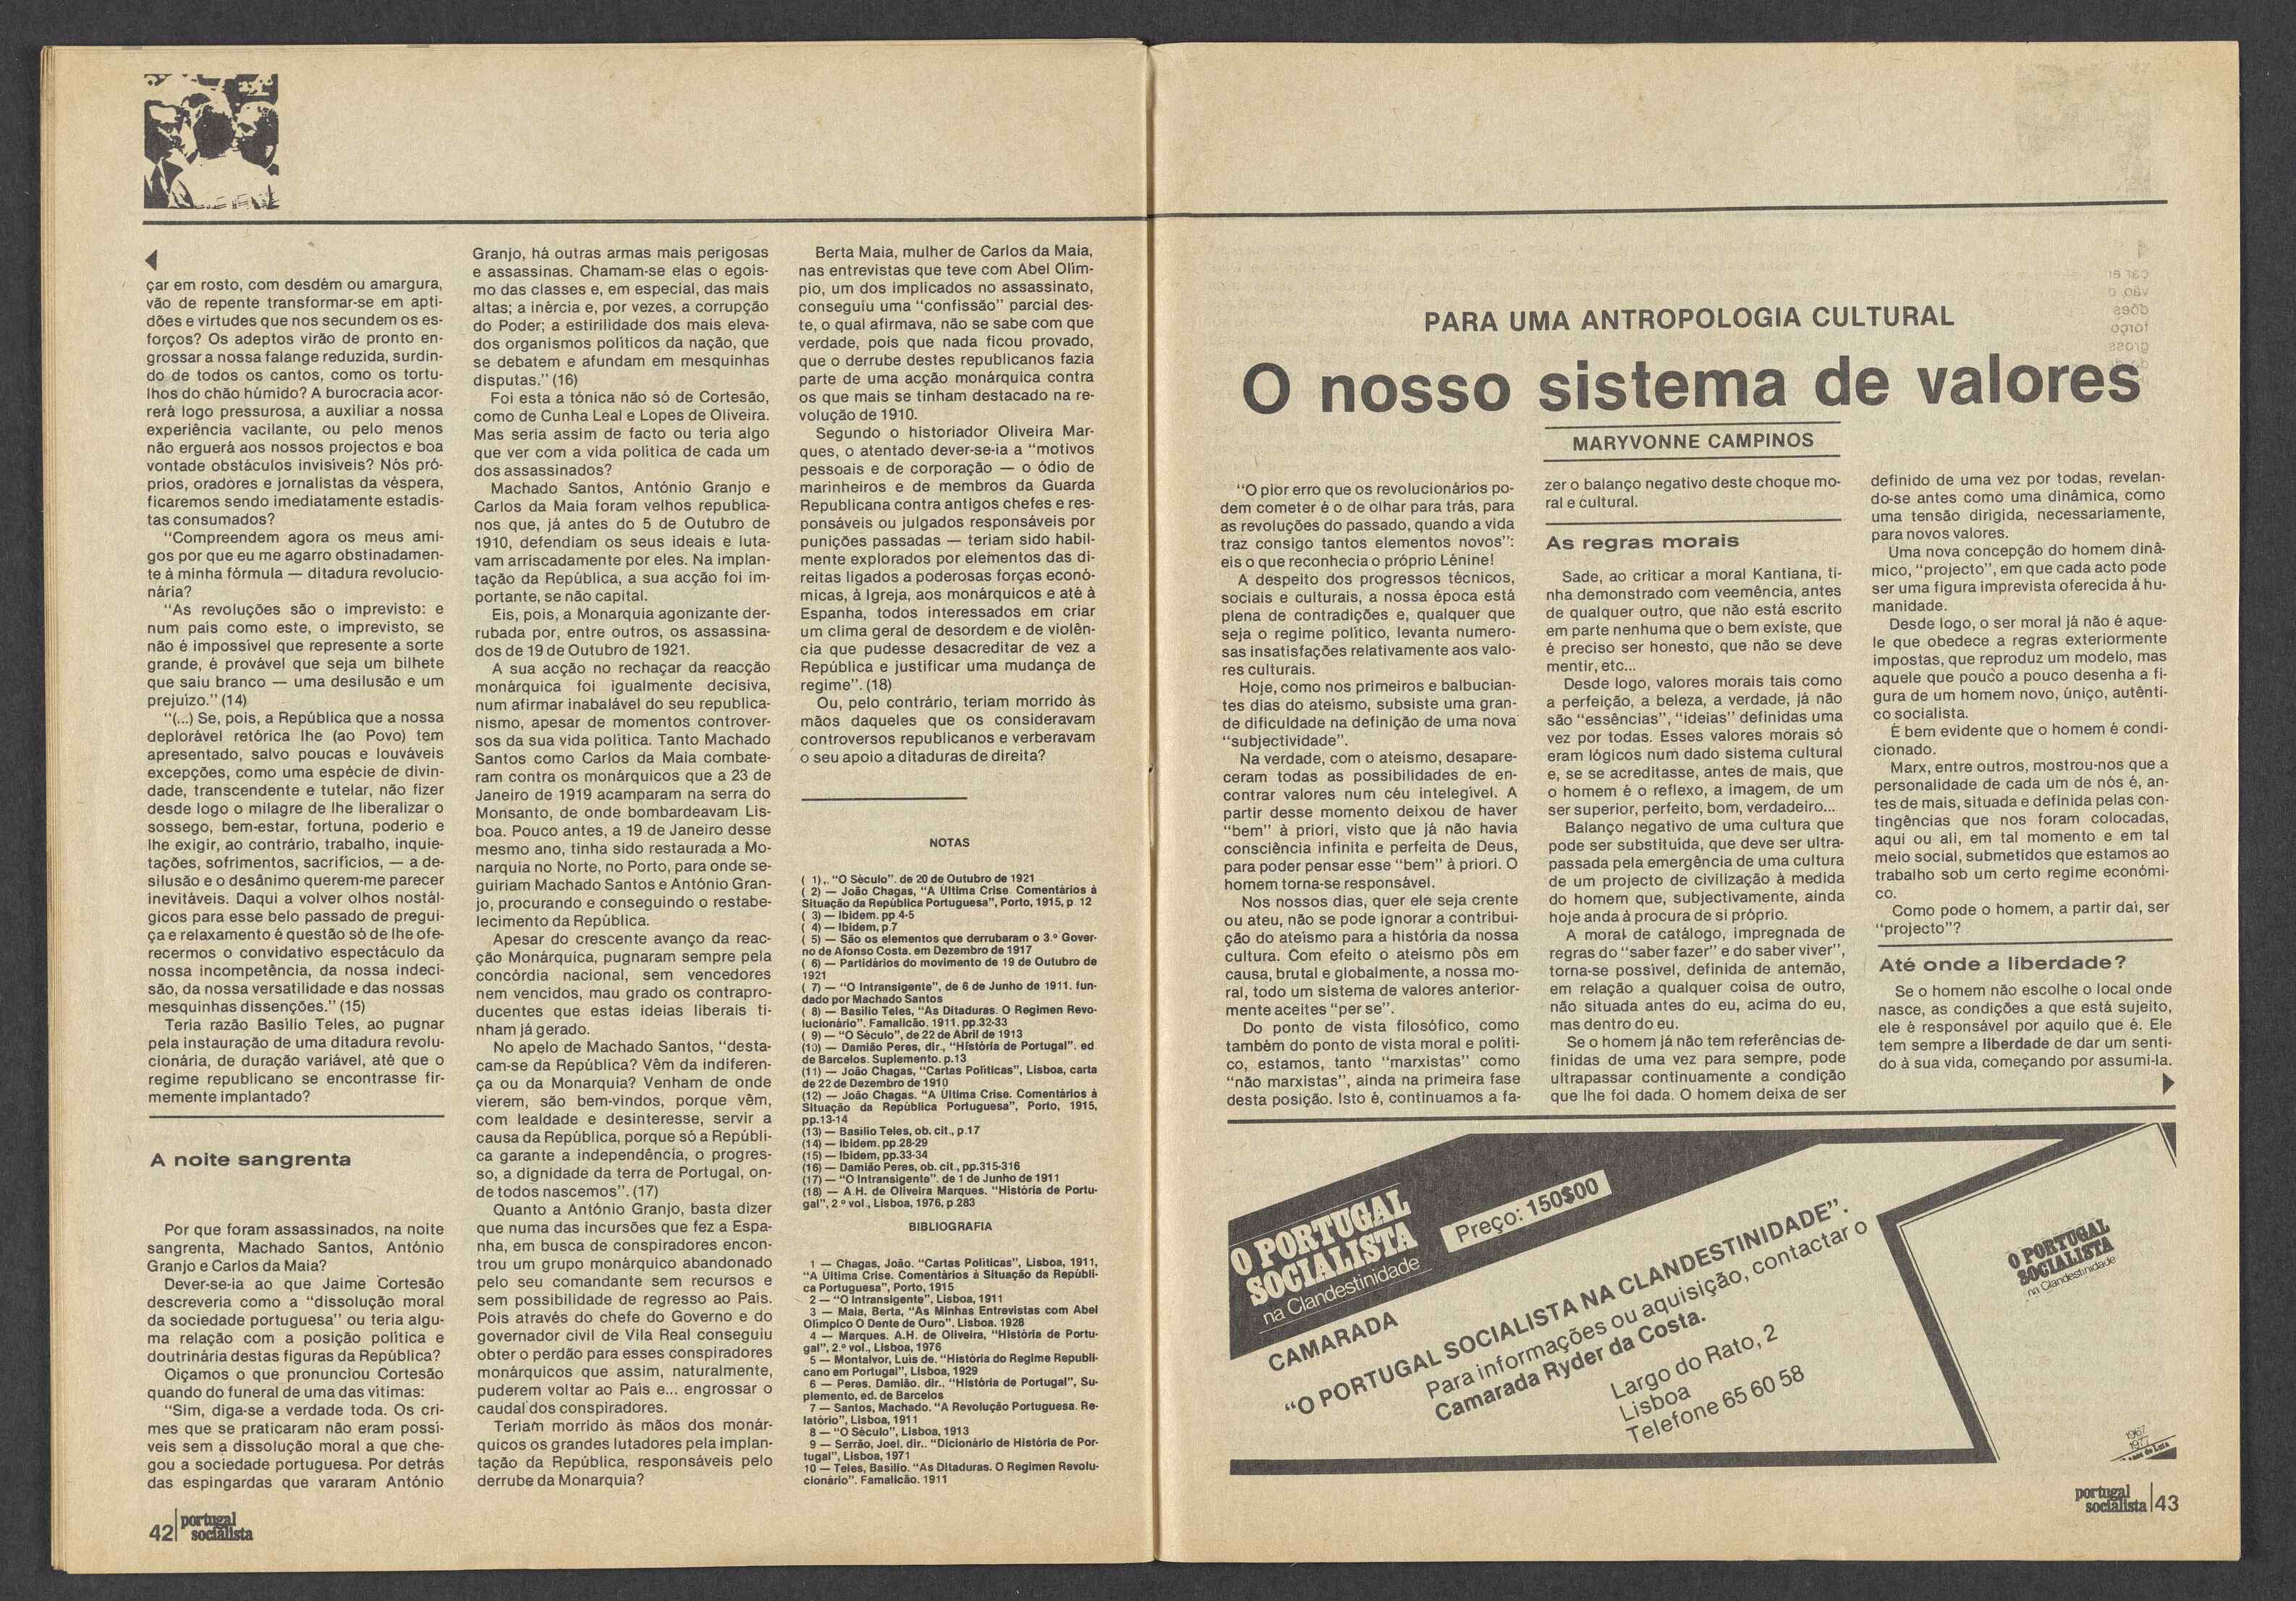 çar em rosto, com desdém ou amargura,
vão de repente transformar-se em apti-
dões e virtudes que nos secundem os es-
forços? Os adeptos virão de pronto en-
grossar a nossa falange reduzida, surdin-
do de todos os cantos, como os tortu-
lhos do chão húmido? A burocracia acor-
rerá logo pressurosa, a auxiliar a nossa
experiência vacilante, ou pelo menos
não erguerá aos nossos projectos e boa
vontade obstáculos invisíveis? Nós pró-
prios, oradores e jornalistas da véspera,
ficaremos sendo imediatamente estadis-
tas consumados?
"Compreendem agora os meus ami-
gos por que eu me agarro obstinadamen-
te à minha fórmula — ditadura revolucio-
nária?
"As revoluções são o imprevisto: e
num país como este, o imprevisto, se
não é impossível que represente a sorte
grande, é provável que seja um bilhete
que saiu branco — uma desilusão e um
prejuízo." (14)
"(...) Se, pois, a República que a nossa
deplorável retórica lhe (ao Povo) tem
apresentado, salvo poucas e louváveis
excepções, como uma espécie de divin-
dade, transcendente e tutelar, não fizer
desde logo o milagre de lhe liberalizar o
sossego, bem-estar, fortuna, poderio e
lhe exigir, ao contrário, trabalho, inquie-
tações, sofrimentos, sacrifícios, — a de-
silusão e o desânimo querem-me parecer
inevitáveis. Daqui a volver olhos nostál-
gicos para esse belo passado de pregui-
ça e relaxamento é questão só de lhe ofe-
recermos o convidativo espectáculo da
nossa incompetência, da nossa indeci-
são, da nossa versatilidade e das nossas
mesquinhas dissenções." (15)
Teria razão Basílio Teles, ao pugnar
pela instauração de uma ditadura revolu-
cionária, de duração variável, até que o
regime republicano se encontrasse fir-
memente implantado?
A noite sangrenta
Por que foram assassinados, na noite
sangrenta, Machado Santos, António
Granjo e Carlos da Maia?
Dever-se-ia ao que Jaime Cortesão
descreveria como a "dissolução moral
da sociedade portuguesa" ou teria algu-
ma relação com a posição política e
doutrinária destas figuras da República?
Oiçamos o que pronunciou Cortesão
quando do funeral de uma das vítimas:
"Sim, diga-se a verdade toda. Os cri-
mes que se praticaram não eram possí-
veis sem a dissolução moral a que che-
gou a sociedade portuguesa. Por detrás
das espingardas que vararam António
Granjo, há outras armas mais perigosas
e assassinas. Chamam-se elas o egoís-
mo das classes e, em especial, das mais
altas; a inércia e, por vezes, a corrupção
do Poder; a estirilidade dos mais eleva-
dos organismos políticos da nação, que
se debatem e afundam em mesquinhas
disputas." (16)
Foi esta a tónica não só de Cortesão,
como de Cunha Leal e Lopes de Oliveira.
Mas seria assim de facto ou teria algo
que ver com a vida política de cada um
dos assassinados?
Machado Santos, António Granjo e
Carlos da Maia foram velhos republica-
nos que, já antes do 5 de Outubro de
1910, defendiam os seus ideais e luta-
vam arriscadamente por eles. Na implan-
tação da República, a sua acção foi im-
portante, se não capital.
Eis, pois, a Monarquia agonizante der-
rubada por, entre outros, os assassina-
dos de 19 de Outubro de 1921.
A sua acção no rechaçar da reacção
monárquica foi igualmente decisiva,
num afirmar inabalável do seu republica-
nismo, apesar de momentos controver-
sos da sua vida política. Tanto Machado
Santos como Carlos da Maia combate-
ram contra os monárquicos que a 23 de
Janeiro de 1919 acamparam na serra do
Monsanto, de onde bombardeavam Lis-
boa. Pouco antes, a 19 de Janeiro desse
mesmo ano, tinha sido restaurada a Mo-
narquia no Norte, no Porto, para onde se-
guiriam Machado Santos e António Gran-
jo, procurando e conseguindo o restabe-
lecimento da República.
Apesar do crescente avanço da reac-
ção Monárquica, pugnaram sempre pela
concórdia nacional, sem vencedores
nem vencidos, mau grado os contrapro-
ducentes que estas ideias liberais ti-
nham já gerado.
No apelo de Machado Santos, "desta-
cam-se da República? Vêm da indiferen-
ça ou da Monarquia? Venham de onde
vierem, são bem-vindos, porque vêm,
com lealdade e desinteresse, servir a
causa da República, porque só a Repúbli-
ca garante a independência, o progres-
so, a dignidade da terra de Portugal, on-
de todos nascemos". (17)
Quanto a António Granjo, basta dizer
que numa das incursões que fez a Espa-
nha, em busca de conspiradores encon-
trou um grupo monárquico abandonado
pelo seu comandante sem recursos e
sem possibilidade de regresso ao País.
Pois através do chefe do Governo e do
governador civil de Vila Real conseguiu
obter o perdão para esses conspiradores
monárquicos que assim, naturalmente,
puderem voltar ao País e... engrossar o
caudal dos conspiradores.
Teriam morrido às mãos dos monár-
quicos os grandes lutadores pela implan-
tação da República, responsáveis pelo
derrube da Monarquia?
Berta Maia, mulher de Carlos da Maia,
nas entrevistas que teve com Abel Olím-
pio, um dos implicados no assassinato,
conseguiu uma "confissão" parcial des-
te, o qual afirmava, não se sabe com que
verdade, pois que nada ficou provado,
que o derrube destes republicanos fazia
parte de uma acção monárquica contra
os que mais se tinham destacado na re-
volução de 1910.
Segundo o historiador Oliveira Mar-
ques, o atentado dever-se-ia a "motivos
pessoais e de corporação — o ódio de
marinheiros e de membros da Guarda
Republicana contra antigos chefes e res-
ponsáveis ou julgados responsáveis por
punições passadas — teriam sido habil-
mente explorados por elementos das di-
reitas ligados a poderosas forças econó-
micas, à Igreja, aos monárquicos e até à
Espanha, todos interessados em criar
um clima geral de desordem e de violên-
cia que pudesse desacreditar de vez a
República e justificar uma mudança de
regime". (18)
Ou, pelo contrário, teriam morrido às
mãos daqueles que os consideravam
controversos republicanos e verberavam
o seu apoio a ditaduras de direita?
NOTAS
( 1). "O Século". de 20 de Outubro de 1921
( 2) — João Chagas, "A Última Crise. Comentários à
Situação da República Portuguesa", Porto, 1915, p. 12
( 3) — Ibidem. pp.4-5
( 4) — Ibidem, p.7
( 5) — São os elementos que derrubaram o 3.º Gover-
no de Afonso Costa. em Dezembro de 1917
( 6) — Partidários do movimento de 19 de Outubro de
1921
( 7) — "O Intransigente", de 6 de Junho de 1911. fun-
dado por Machado Santos
( 8) — Basílio Teles, "As Ditaduras. O Regimen Revo-
lucionário". Famalicão. 1911. pp.32-33
( 9) — "O Século", de 22 de Abril de 1913
(10) — Damião Peres, dir., "História de Portugal". ed
de Barcelos. Suplemento. p.13
(11) — João Chagas, "Cartas Políticas", Lisboa, carta
de 22 de Dezembro de 1910
(12) — João Chagas. "A Última Crise. Comentários à
Situação da República Portuguesa", Porto, 1915,
pp.13-14
(13) — Basílio Teles, ob. cit., p.17
(14) — Ibidem. pp.28-29
(15) — Ibidem, pp.33-34
(16) — Damião Peres, ob. cit., pp.315-316
(17) — "O Intransigente". de 1 de Junho de 1911
(18) — A.H. de Oliveira Marques. "História de Portu-
gal", 2.º vol., Lisboa, 1976, p.283
BIBLIOGRAFIA
1 — Chagas, João. "Cartas Políticas", Lisboa, 1911,
"A Última Crise. Comentários à Situação da Repúbli-
ca Portuguesa", Porto, 1915
2 — "O Intransigente", Lisboa, 1911
3 — Maia, Berta, "As Minhas Entrevistas com Abel
Olímpico O Dente de Ouro", Lisboa. 1928
4 — Marques. A.H. de Oliveira, "História de Portu-
gal", 2.º vol., Lisboa, 1976
5 — Montalvor, Luís de. "História do Regime Republi-
cano em Portugal", Lisboa, 1929
6 — Peres. Damião. dir.. "História de Portugal", Su-
plemento, ed. de Barcelos
7 — Santos, Machado. "A Revolução Portuguesa. Re-
latório", Lisboa, 1911
8 — "O Século", Lisboa, 1913
9 — Serrão, Joel. dir.. "Dicionário de História de Por-
tugal", Lisboa, 1971
10 — Teles, Basílio. "As Ditaduras. O Regimen Revolu-
cionário". Famalicão. 1911
42 portugal
socialista
PARA UMA ANTROPOLOGIA CULTURAL
O nosso sistema de valores
MARYVONNE CAMPINOS
"O pior erro que os revolucionários po-
dem cometer é o de olhar para trás, para
as revoluções do passado, quando a vida
traz consigo tantos elementos novos":
eis o que reconhecia o próprio Lénine!
A despeito dos progressos técnicos,
sociais e culturais, a nossa época está
plena de contradições e, qualquer que
seja o regime político, levanta numero-
sas insatisfações relativamente aos valo-
res culturais.
Hoje, como nos primeiros e balbucian-
tes dias do ateísmo, subsiste uma gran-
de dificuldade na definição de uma nova
"subjectividade".
Na verdade, com o ateísmo, desapare-
ceram todas as possibilidades de en-
contrar valores num céu intelegível. A
partir desse momento deixou de haver
"bem" à priori, visto que já não havia
consciência infinita e perfeita de Deus,
para poder pensar esse "bem" à priori. O
homem torna-se responsável.
Nos nossos dias, quer ele seja crente
ou ateu, não se pode ignorar a contribui-
ção do ateísmo para a história da nossa
cultura. Com efeito o ateísmo pôs em
causa, brutal e globalmente, a nossa mo-
ral, todo um sistema de valores anterior-
mente aceites "per se".
Do ponto de vista filosófico, como
também do ponto de vista moral e políti-
co, estamos, tanto "marxistas" como
"não marxistas", ainda na primeira fase
desta posição. Isto é, continuamos a fa-
zer o balanço negativo deste choque mo-
ral e cultural.
As regras morais
Sade, ao criticar a moral Kantiana, ti-
nha demonstrado com veemência, antes
de qualquer outro, que não está escrito
em parte nenhuma que o bem existe, que
é preciso ser honesto, que não se deve
mentir, etc...
Desde logo, valores morais tais como
a perfeição, a beleza, a verdade, já não
são "essências", "ideias" definidas uma
vez por todas. Esses valores morais só
eram lógicos num dado sistema cultural
e, se se acreditasse, antes de mais, que
o homem é o reflexo, a imagem, de um
ser superior, perfeito, bom, verdadeiro...
Balanço negativo de uma cultura que
pode ser substituída, que deve ser ultra-
passada pela emergência de uma cultura
de um projecto de civilização à medida
do homem que, subjectivamente, ainda
hoje anda à procura de si próprio.
A moral de catálogo, impregnada de
regras do "saber fazer" e do saber viver",
torna-se possível, definida de antemão,
em relação a qualquer coisa de outro,
não situada antes do eu, acima do eu,
mas dentro do eu.
Se o homem já não tem referências de-
finidas de uma vez para sempre, pode
ultrapassar continuamente a condição
que lhe foi dada. O homem deixa de ser
definido de uma vez por todas, revelan-
do-se antes como uma dinâmica, como
uma tensão dirigida, necessariamente,
para novos valores.
Uma nova concepção do homem dinâ-
mico, "projecto", em que cada acto pode
ser uma figura imprevista oferecida à hu-
manidade.
Desde logo, o ser moral já não é aque-
le que obedece a regras exteriormente
impostas, que reproduz um modelo, mas
aquele que pouco a pouco desenha a fi-
gura de um homem novo, úniço, autênti-
co socialista.
É bem evidente que o homem é condi-
cionado.
Marx, entre outros, mostrou-nos que a
personalidade de cada um de nós é, an-
tes de mais, situada e definida pelas con-
tingências que nos foram colocadas,
aqui ou ali, em tal momento e em tal
meio social, submetidos que estamos ao
trabalho sob um certo regime económi-
co.
Como pode o homem, a partir daí, ser
"projecto"?
Até onde a liberdade?
Se o homem não escolhe o local onde
nasce, as condições a que está sujeito,
ele é responsável por aquilo que é. Ele
tem sempre a liberdade de dar um senti-
do à sua vida, começando por assumi-la.
O PORTUGAL
SOCIALISTA
na Clandestinidade
Preço: 150$00
CAMARADA
"O PORTUGAL SOCIALISTA NA CLANDESTINIDADE".
Para informações ou aquisição, contactar o
Camarada Ryder da Costa.
Largo do Rato, 2
Lisboa
Telefone 65 60 58
O PORTUGAL
SOCIALISTA
na Clandestinidade
1967
1977
portugal
socialista 43